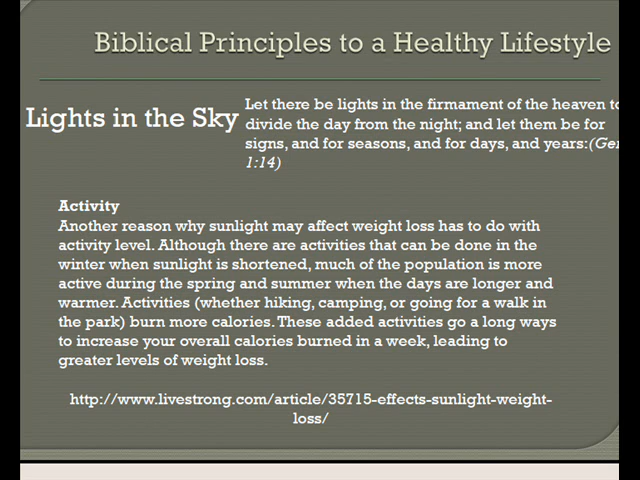 Biblical Principles to a Healthy Lifestyle
Lights in the Sky
Let there be lights in the firmament of the heaven to
divide the day from the night; and let them be for
signs, and for seasons, and for days, and years:(Gen
1:14)
Activity
Another reason why sunlight may affect weight loss has to do with
activity level. Although there are activities that can be done in the
winter when sunlight is shortened, much of the population is more
active during the spring and summer when the days are longer and
warmer. Activities (whether hiking, camping, or going for a walk in
the park) burn more calories. These added activities go a long ways
to increase your overall calories burned in a week, leading to
greater levels of weight loss.
http://www.livestrong.com/article/35715-effects-sunlight-weight-
loss/